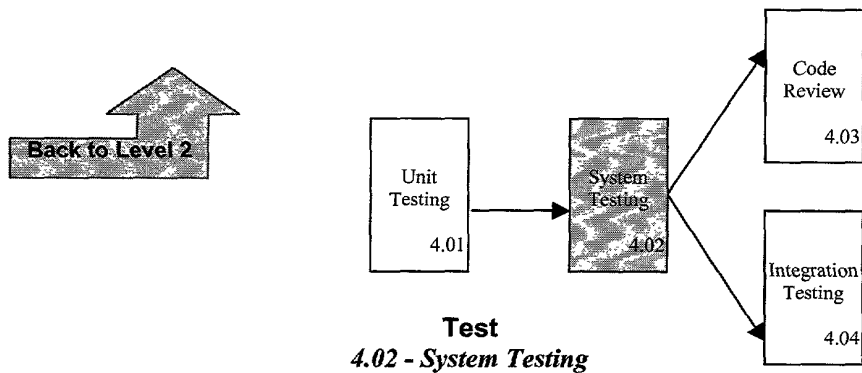 Back to Level 2
Unit
Testing
4.01
System
Testing
4.02
Code
Review
4.03
Integration
Testing
4.04
Test
4.02 - System Testing